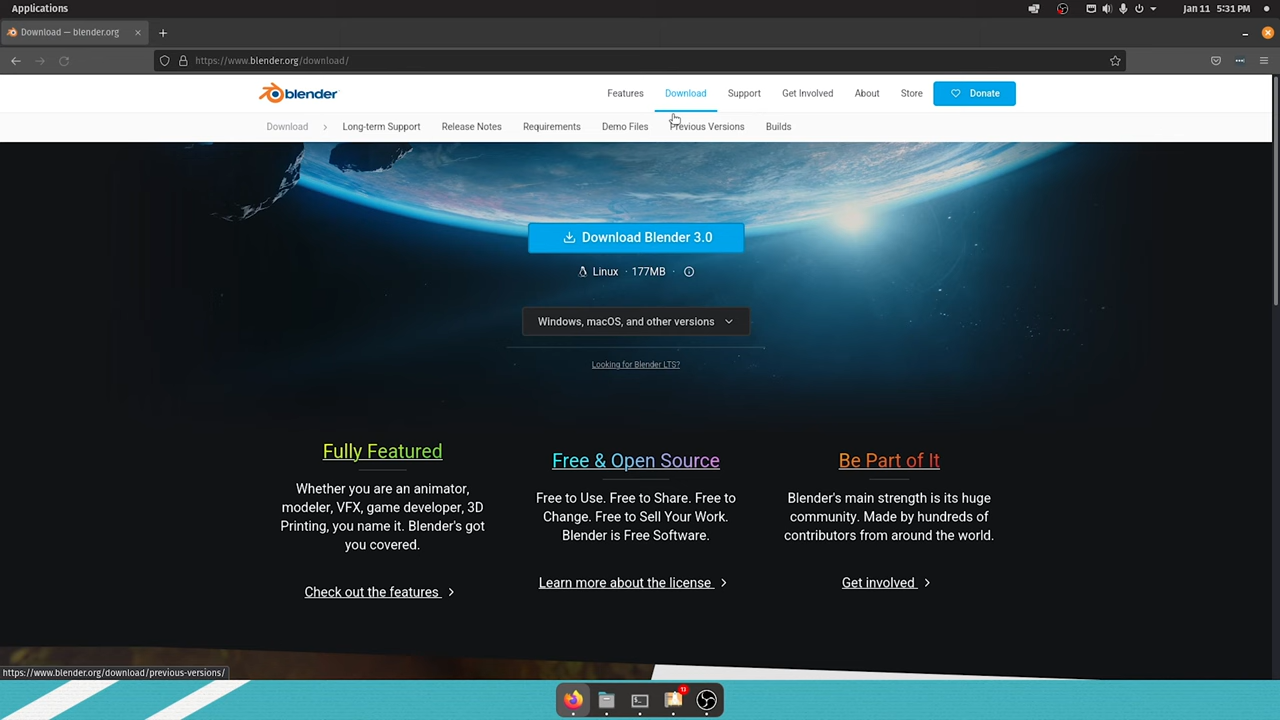 Applications
Jan 11 5:31 PM
Download — blender.org
https://www.blender.org/download/
blender
Features
Download
Support
Get Involved
About
Store
Donate
Download
Long-term Support
Release Notes
Requirements
Demo Files
Previous Versions
Builds
Download Blender 3.0
Linux · 177MB ·
Windows, macOS, and other versions
Looking for Blender LTS?
Fully Featured
Whether you are an animator,
modeler, VFX, game developer, 3D
Printing, you name it. Blender's got
you covered.
Check out the features
Free & Open Source
Free to Use. Free to Share. Free to
Change. Free to Sell Your Work.
Blender is Free Software.
Learn more about the license
Be Part of It
Blender's main strength is its huge
community. Made by hundreds of
contributors from around the world.
Get involved
https://www.blender.org/download/previous-versions/